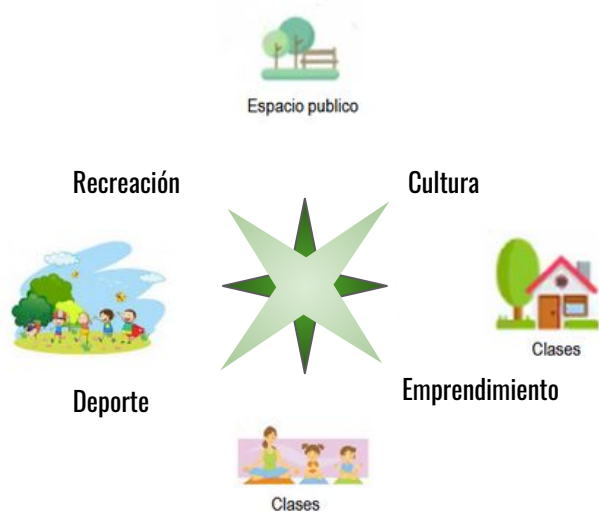 Espacio publico
Recreación
Cultura
Clases
Deporte
Emprendimiento
Clases